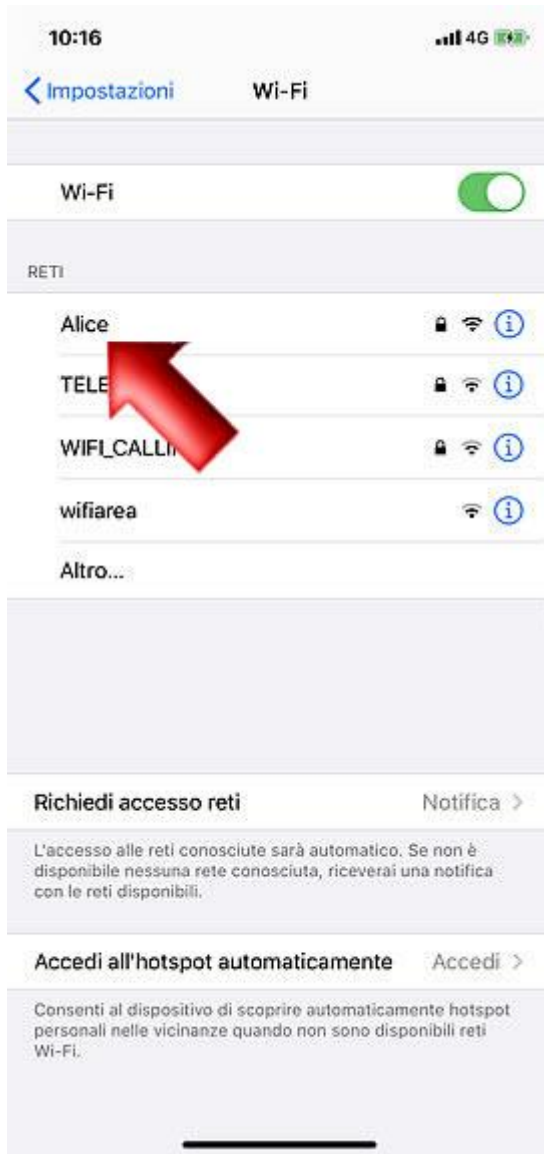 10:16
4G
Impostazioni
Wi-Fi
Wi-Fi
RETI
Alice
wifiarea
Altro...
Richiedi accesso reti
Notifica
L'accesso alle reti conosciute sarà automatico. Se non è
disponibile nessuna rete conosciuta, riceverai una notifica
con le reti disponibili.
Accedi all'hotspot automaticamente
Accedi
Consenti al dispositivo di scoprire automaticamente hotspot
personali nelle vicinanze quando non sono disponibili reti
Wi-Fi.